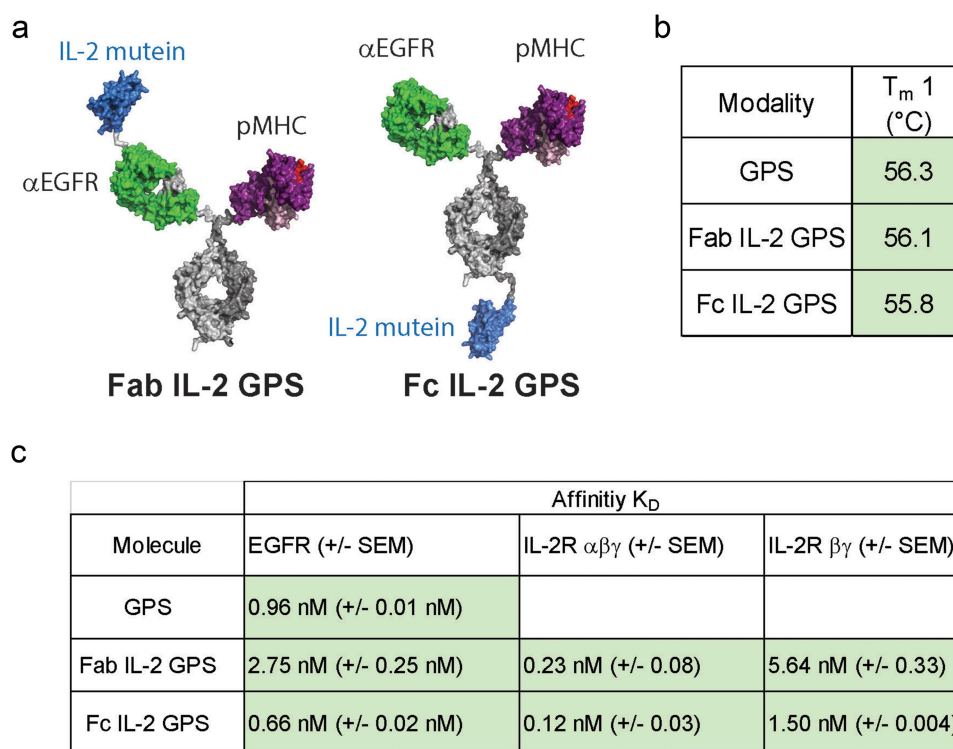 a
IL-2 mutein
αEGFR
pMHC
Fab IL-2 GPS
αEGFR
pMHC
IL-2 mutein
Fc IL-2 GPS
b
Modality
Tm 1
(°C)
GPS
56.3
Fab IL-2 GPS
56.1
Fc IL-2 GPS
55.8
c
Affinitiy KD
Molecule
EGFR (+/- SEM)
IL-2R αβγ (+/- SEM)
IL-2R βγ (+/- SEM)
GPS
0.96 nM (+/- 0.01 nM)
Fab IL-2 GPS
2.75 nM (+/- 0.25 nM)
0.23 nM (+/- 0.08)
5.64 nM (+/- 0.33)
Fc IL-2 GPS
0.66 nM (+/- 0.02 nM)
0.12 nM (+/- 0.03)
1.50 nM (+/- 0.004)